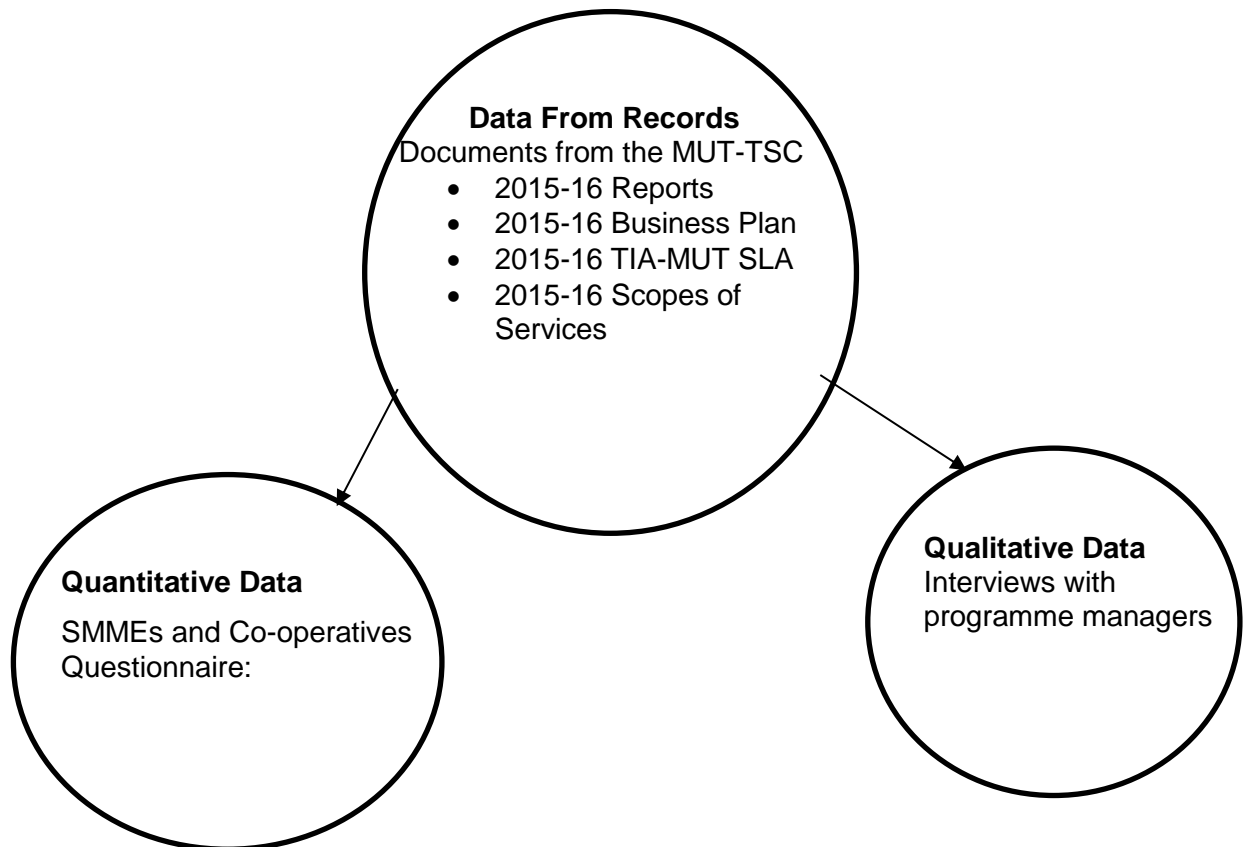 Data From Records
Documents from the MUT-TSC
• 2015-16 Reports
• 2015-16 Business Plan
• 2015-16 TIA-MUT SLA
• 2015-16 Scopes of
Services
Quantitative Data
SMMEs and Co-operatives
Questionnaire:
Qualitative Data
Interviews with
programme managers